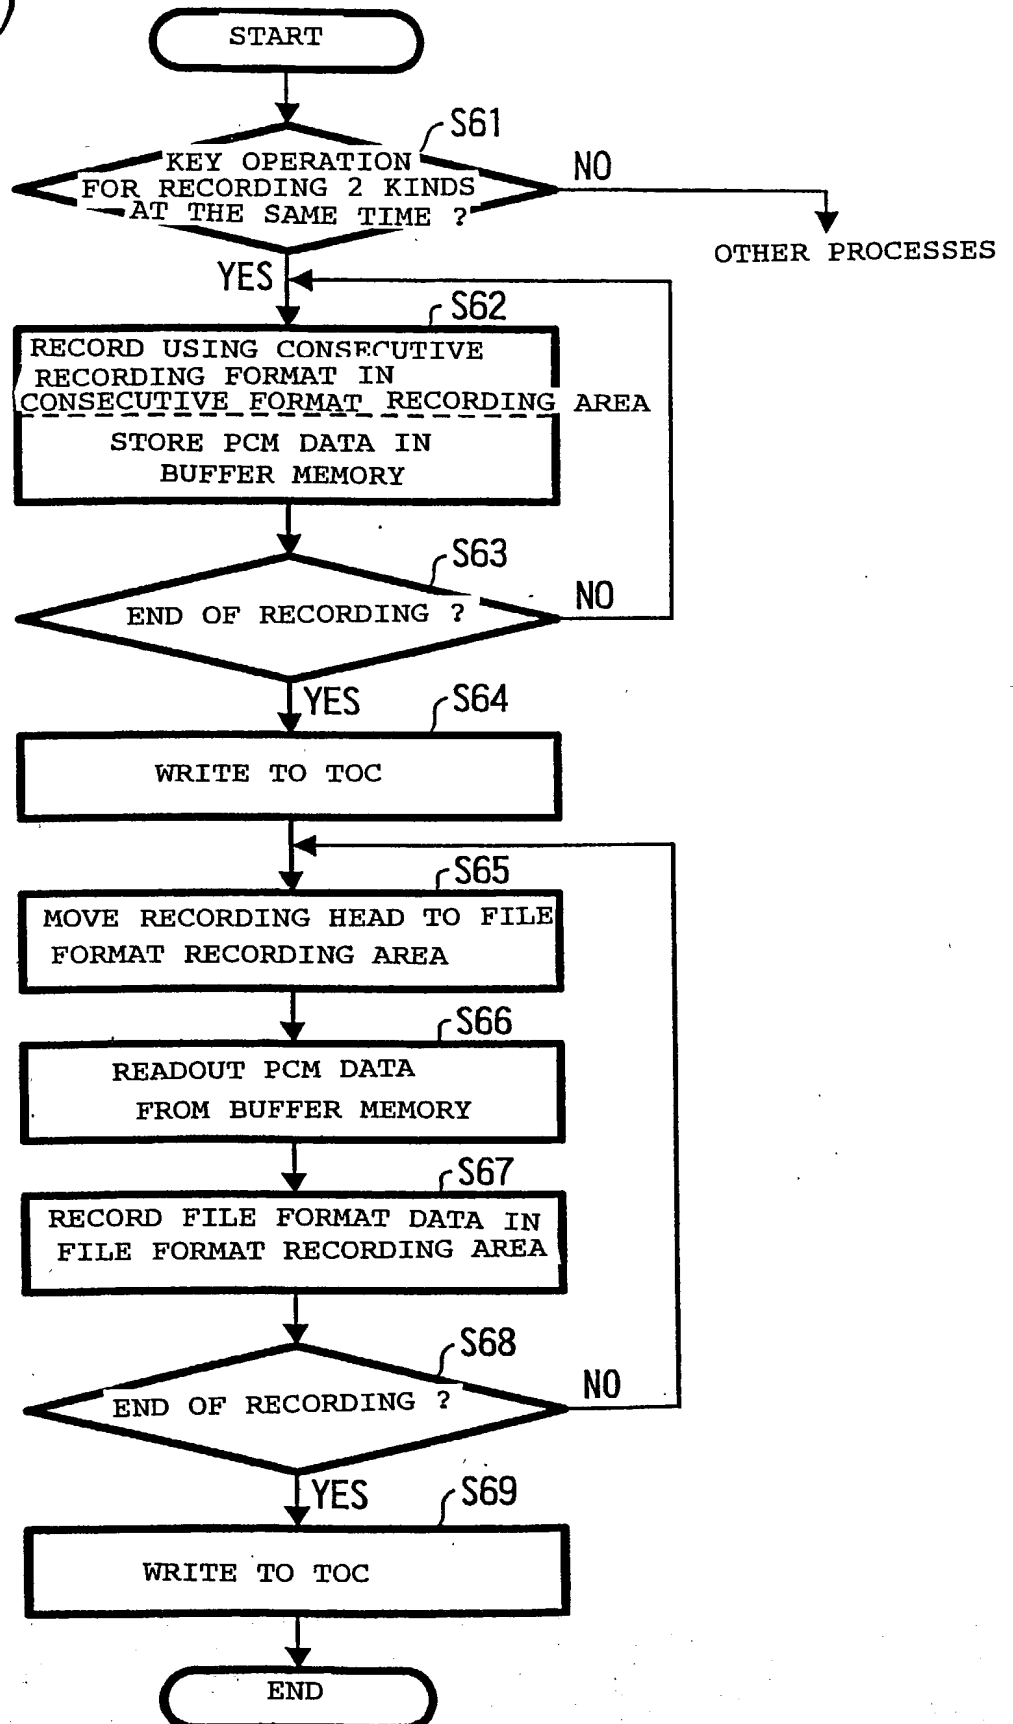 START
S61
KEY OPERATION
FOR RECORDING 2 KINDS
AT THE SAME TIME ?
NO
OTHER PROCESSES
YES
S62
RECORD USING CONSECUTIVE
RECORDING FORMAT IN
CONSECUTIVE FORMAT RECORDING AREA
STORE PCM DATA IN
BUFFER MEMORY
S63
END OF RECORDING ?
NO
YES
S64
WRITE TO TOC
S65
MOVE RECORDING HEAD TO FILE
FORMAT RECORDING AREA
S66
READOUT PCM DATA
FROM BUFFER MEMORY
S67
RECORD FILE FORMAT DATA IN
FILE FORMAT RECORDING AREA
S68
END OF RECORDING ?
NO
YES
S69
WRITE TO TOC
END